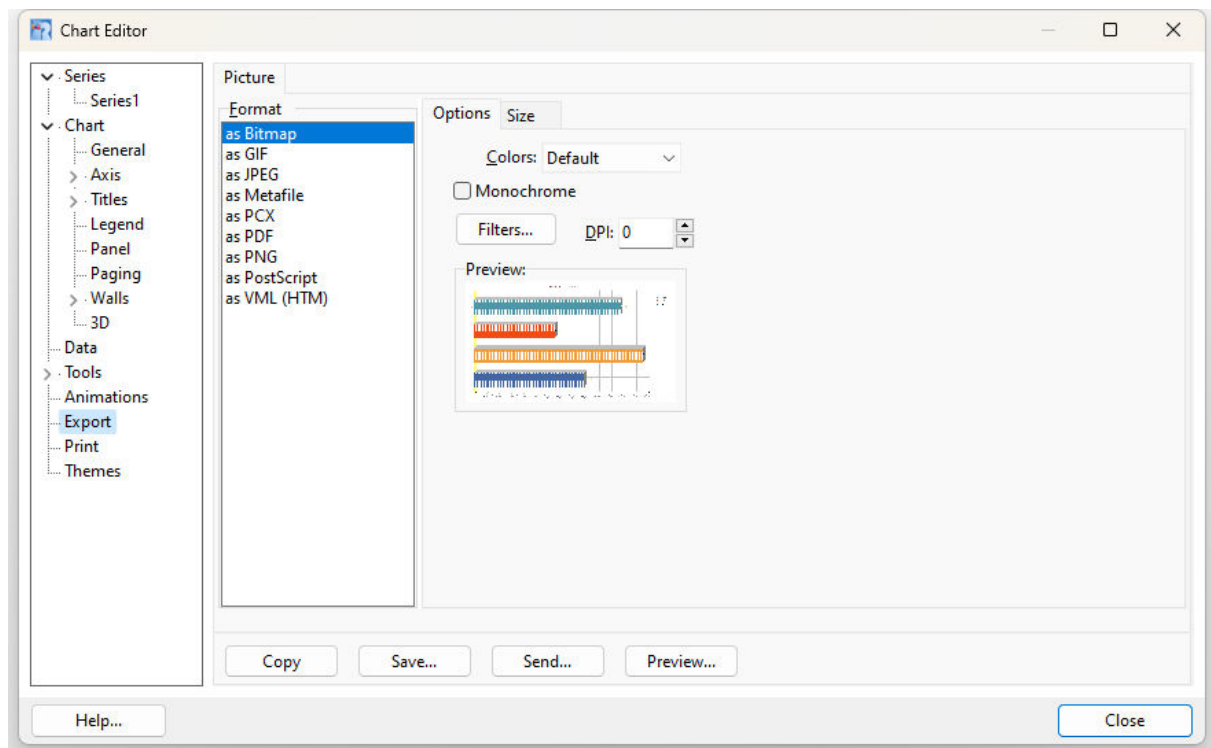 Chart Editor
Series
Series1
Chart
General
Axis
Titles
Legend
Panel
Paging
Walls
3D
Data
Tools
Animations
Export
Print
Themes
Picture
Format
as Bitmap
as GIF
as JPEG
as Metafile
as PCX
as PDF
as PNG
as PostScript
as VML (HTM)
Options Size
Colors: Default
Monochrome
Filters... DPI: 0
Preview:
Copy Save... Send... Preview...
Help... Close